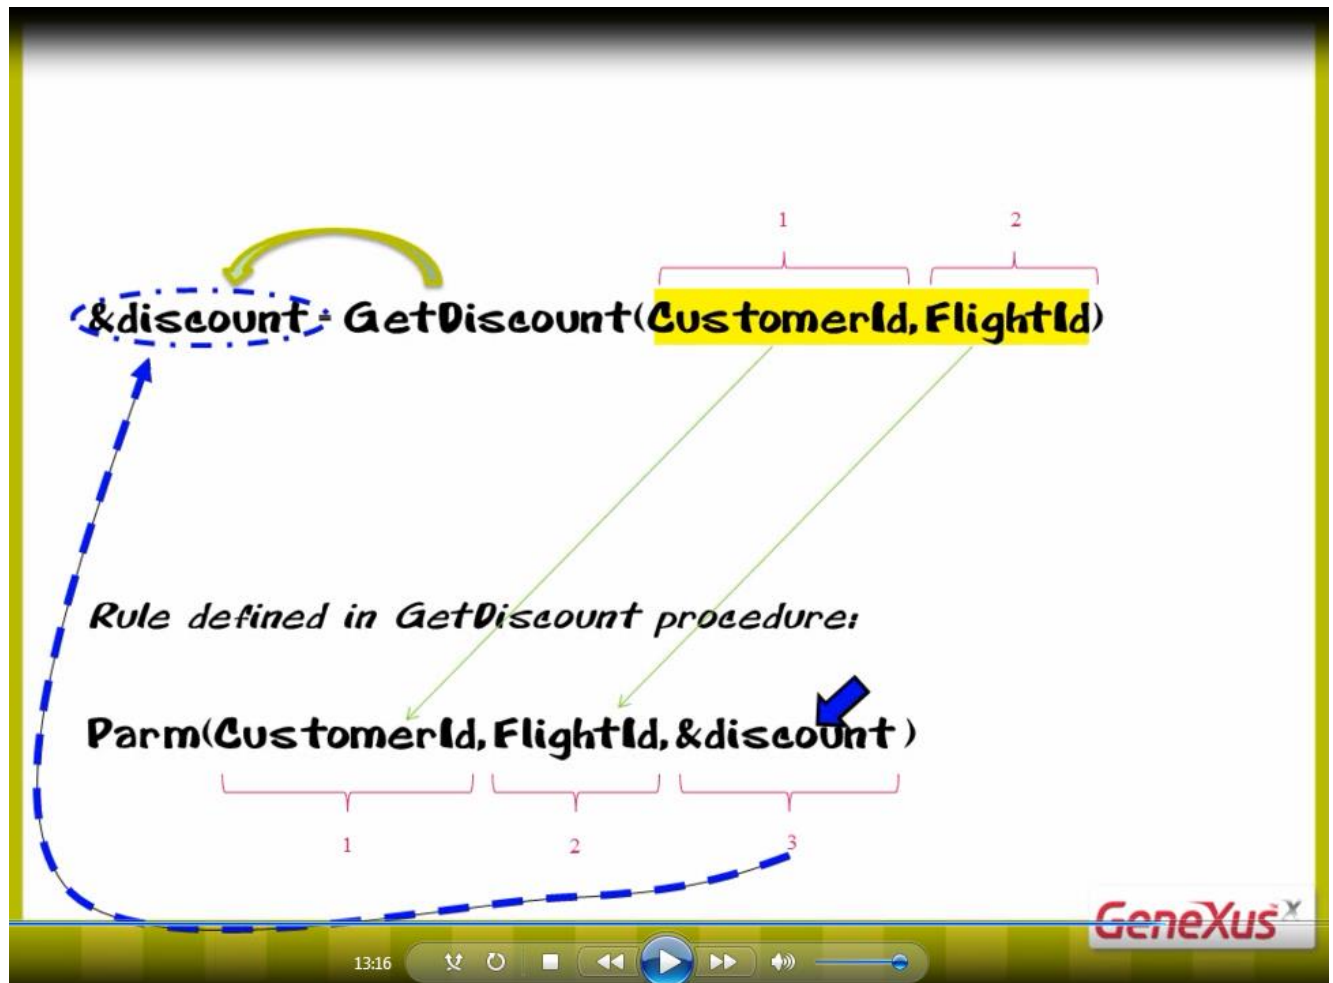 1 2
&discount = GetDiscount(CustomerId, FlightId)
Rule defined in GetDiscount procedure:
Parm(CustomerId, FlightId, &discount )
1 2 3
GeneXus X
13:16